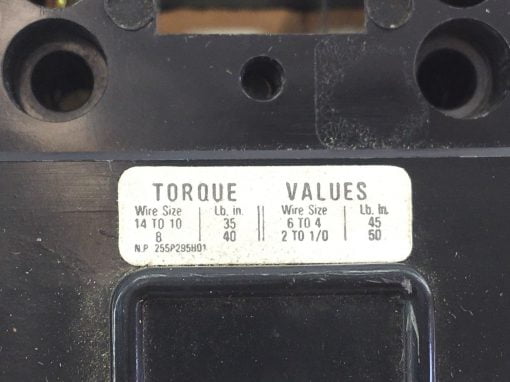 TORQUE VALUES
Wire Size Lb. in. Wire Size Lb. in.
14 TO 10 35 6 TO 4 45
8 40 2 TO 1/0 50
N.P. 255P295H01